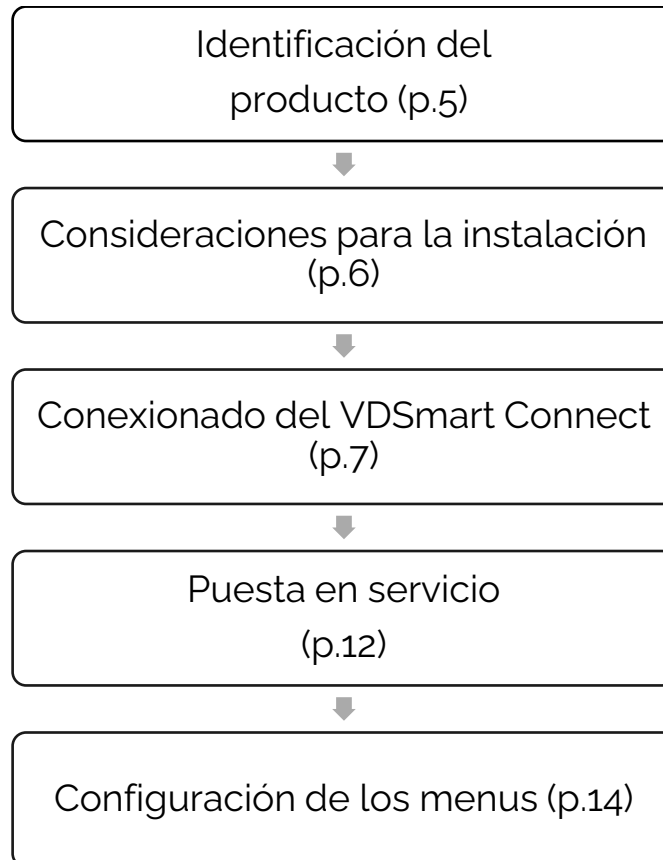 Identificación del
producto (p.5)
Consideraciones para la instalación
(p.6)
Conexionado del VDSmart Connect
(p.7)
Puesta en servicio
(p.12)
Configuración de los menus (p.14)